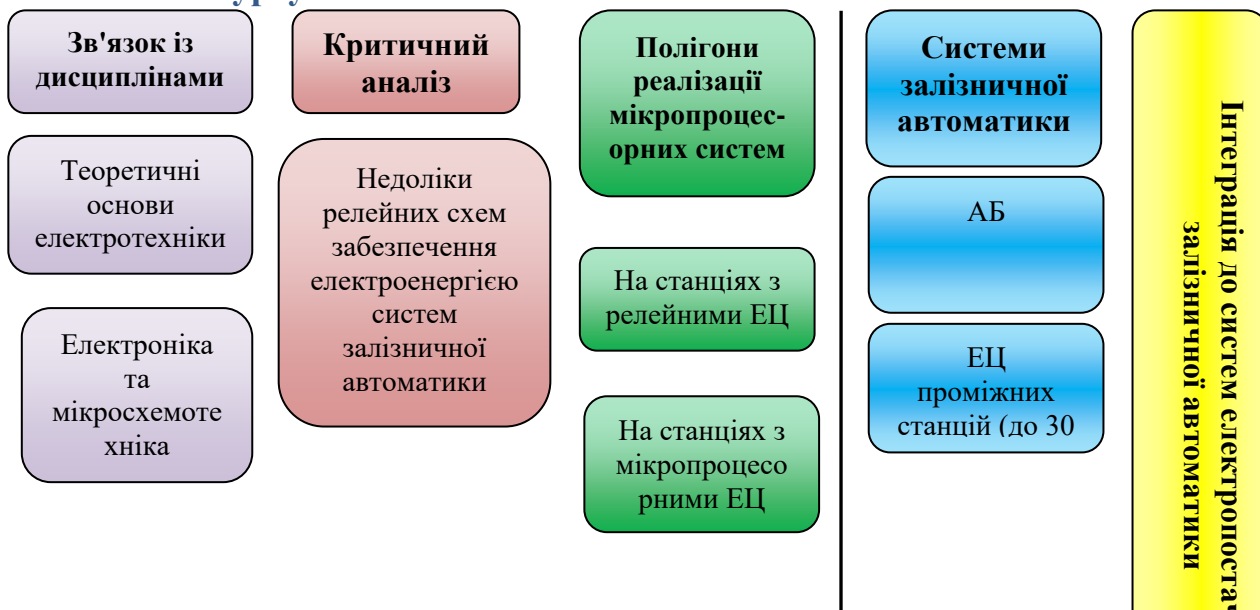 Зв'язок із
дисциплінами
Теоретичні
основи
електротехніки
Електроніка
та
мікросхемоте
хніка
Критичний
аналіз
Недоліки
релейних схем
забезпечення
електроенергією
систем
залізничної
автоматики
Полігони
реалізації
мікропроцес-
орних систем
На станціях з
релейними ЕЦ
На станціях з
мікропроцесо
рними ЕЦ
Системи
залізничної
автоматики
АБ
ЕЦ
проміжних
станцій (до 30
Інтеграція до систем електропостач
залізничної автоматики